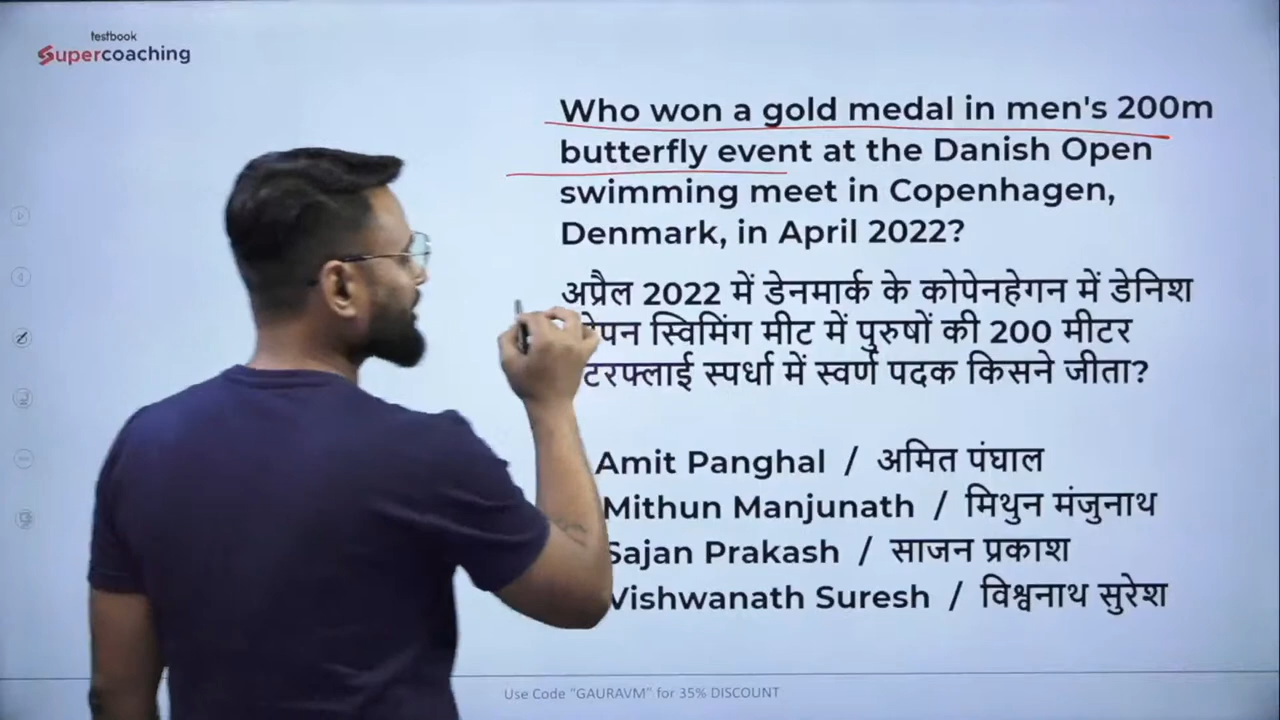 testbook
Supercoaching
Who won a gold medal in men's 200m
butterfly event at the Danish Open
swimming meet in Copenhagen,
Denmark, in April 2022?
अप्रैल 2022 में डेनमार्क के कोपेनहेगन में डेनिश
स्विमिंग मीट में पुरुषों की 200 मीटर
स्पर्धा में स्वर्ण पदक किसने जीता?
Amit Panghal / अमित पंघाल
Mithun Manjunath / मिथुन मंजुनाथ
Sajan Prakash / साजन प्रकाश
Vishwanath Suresh / विश्वनाथ सुरेश
Use Code "GAURAVM" for 35% DISCOUNT